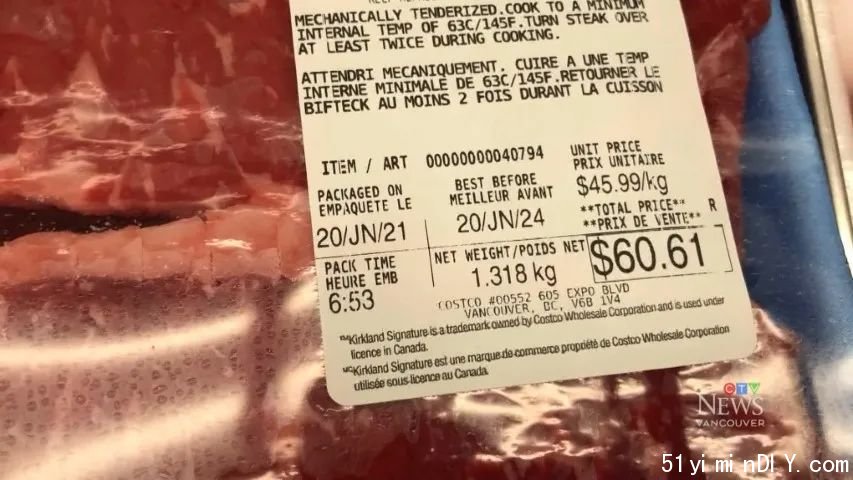 MECHANICALLY TENDERIZED.COOK TO A MINIMUM
INTERNAL TEMP OF 63C/145F.TURN STEAK OVER
AT LEAST TWICE DURING COOKING.
ATTENDRI MECANIQUEMENT. CUIRE A UNE TEMP
INTERNE MINIMALE DE 63C/145F.RETOURNER LE
BIFTECK AU MOINS 2 FOIS DURANT LA CUISSON
ITEM / ART 00000000040794
UNIT PRICE
PRIX UNITAIRE
$45.99/kg
PACKAGED ON
EMPAQUETE LE
20/JN/21
BEST BEFORE
MEILLEUR AVANT
20/JN/24
**TOTAL PRICE** R
**PRIX DE VENTE**
$60.61
PACK TIME
HEURE EMB
6:53
NET WEIGHT/POIDS NET
1.318 kg
COSTCO #00552 605 EXPO BLVD
VANCOUVER, BC, V6B 1V4
™Kirkland Signature is a trademark owned by Costco Wholesale Corporation and is used under
licence in Canada.
MCKirkland Signature est une marque de commerce propriété de Costco Wholesale Corporation
utilisée sous licence au Canada.
CTV
NEWS
VANCOUVER
51yiminDIY.com